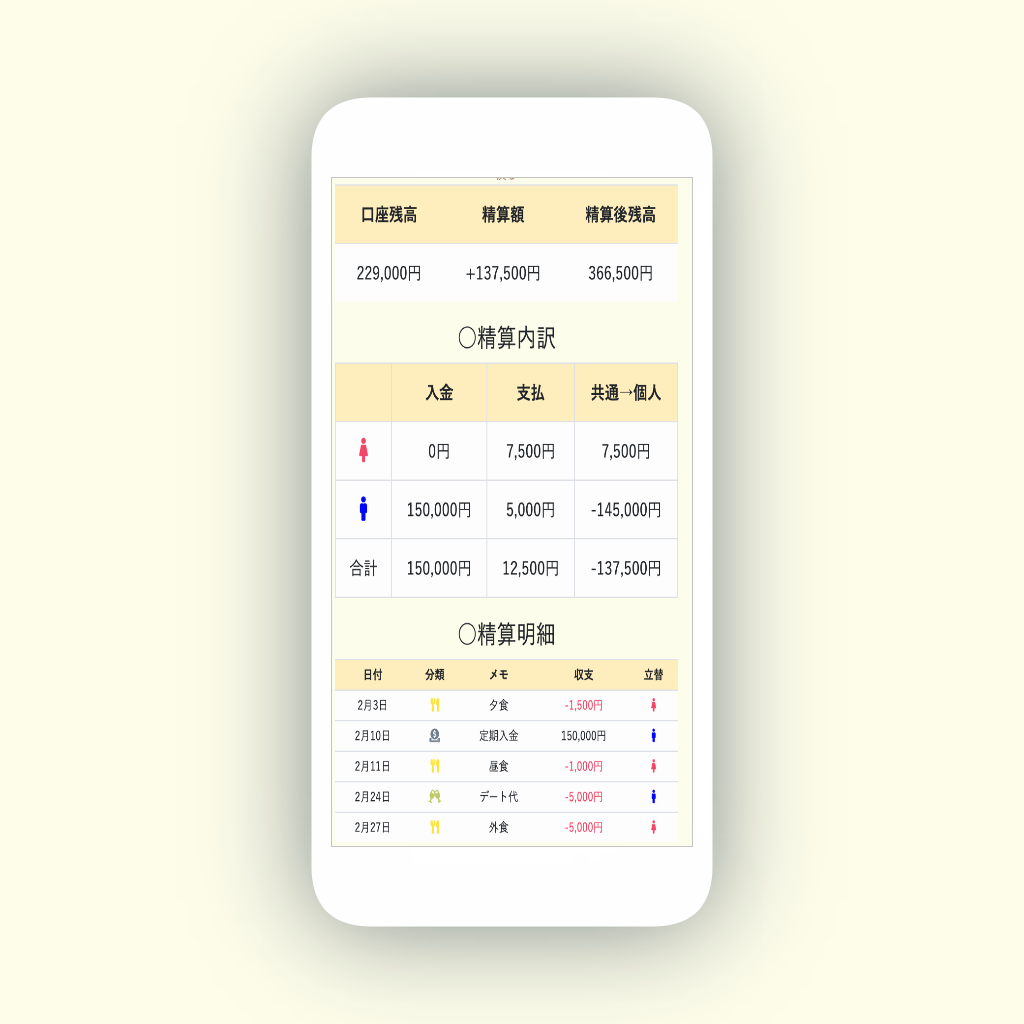 口座残高 精算額 精算後残高
229,000円 +137,500円 366,500円
○精算内訳
入金 支払 共通→個人
0円 7,500円 7,500円
150,000円 5,000円 -145,000円
合計 150,000円 12,500円 -137,500円
○精算明細
日付 分類 メモ 収支 立替
2月3日 夕食 -1,500円
2月10日 定期入金 150,000円
2月11日 昼食 -1,000円
2月24日 デート代 -5,000円
2月27日 外食 -5,000円